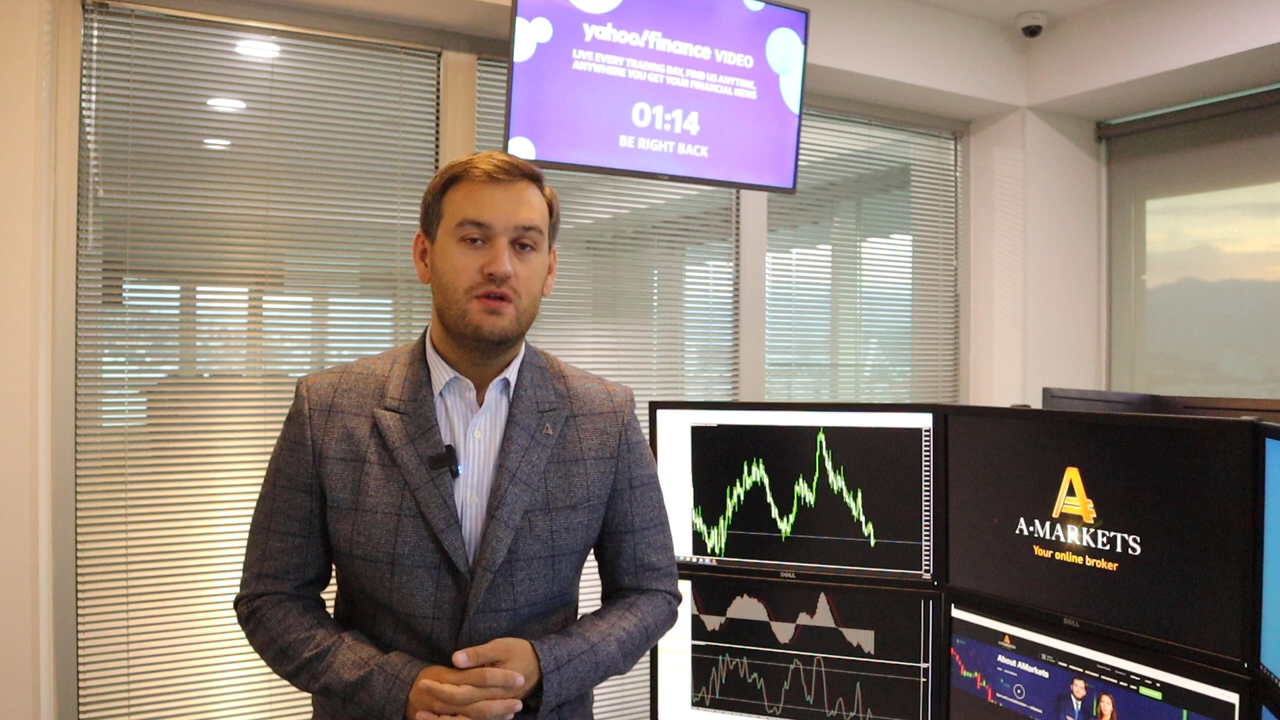 yahoo!finance VIDEO
LIVE EVERY TRADING DAY, FIND US ANYTIME,
ANYWHERE YOU GET YOUR FINANCIAL NEWS
01:14
BE RIGHT BACK
A
A·MARKETS
Your online broker
DELL
DELL
About AMarkets